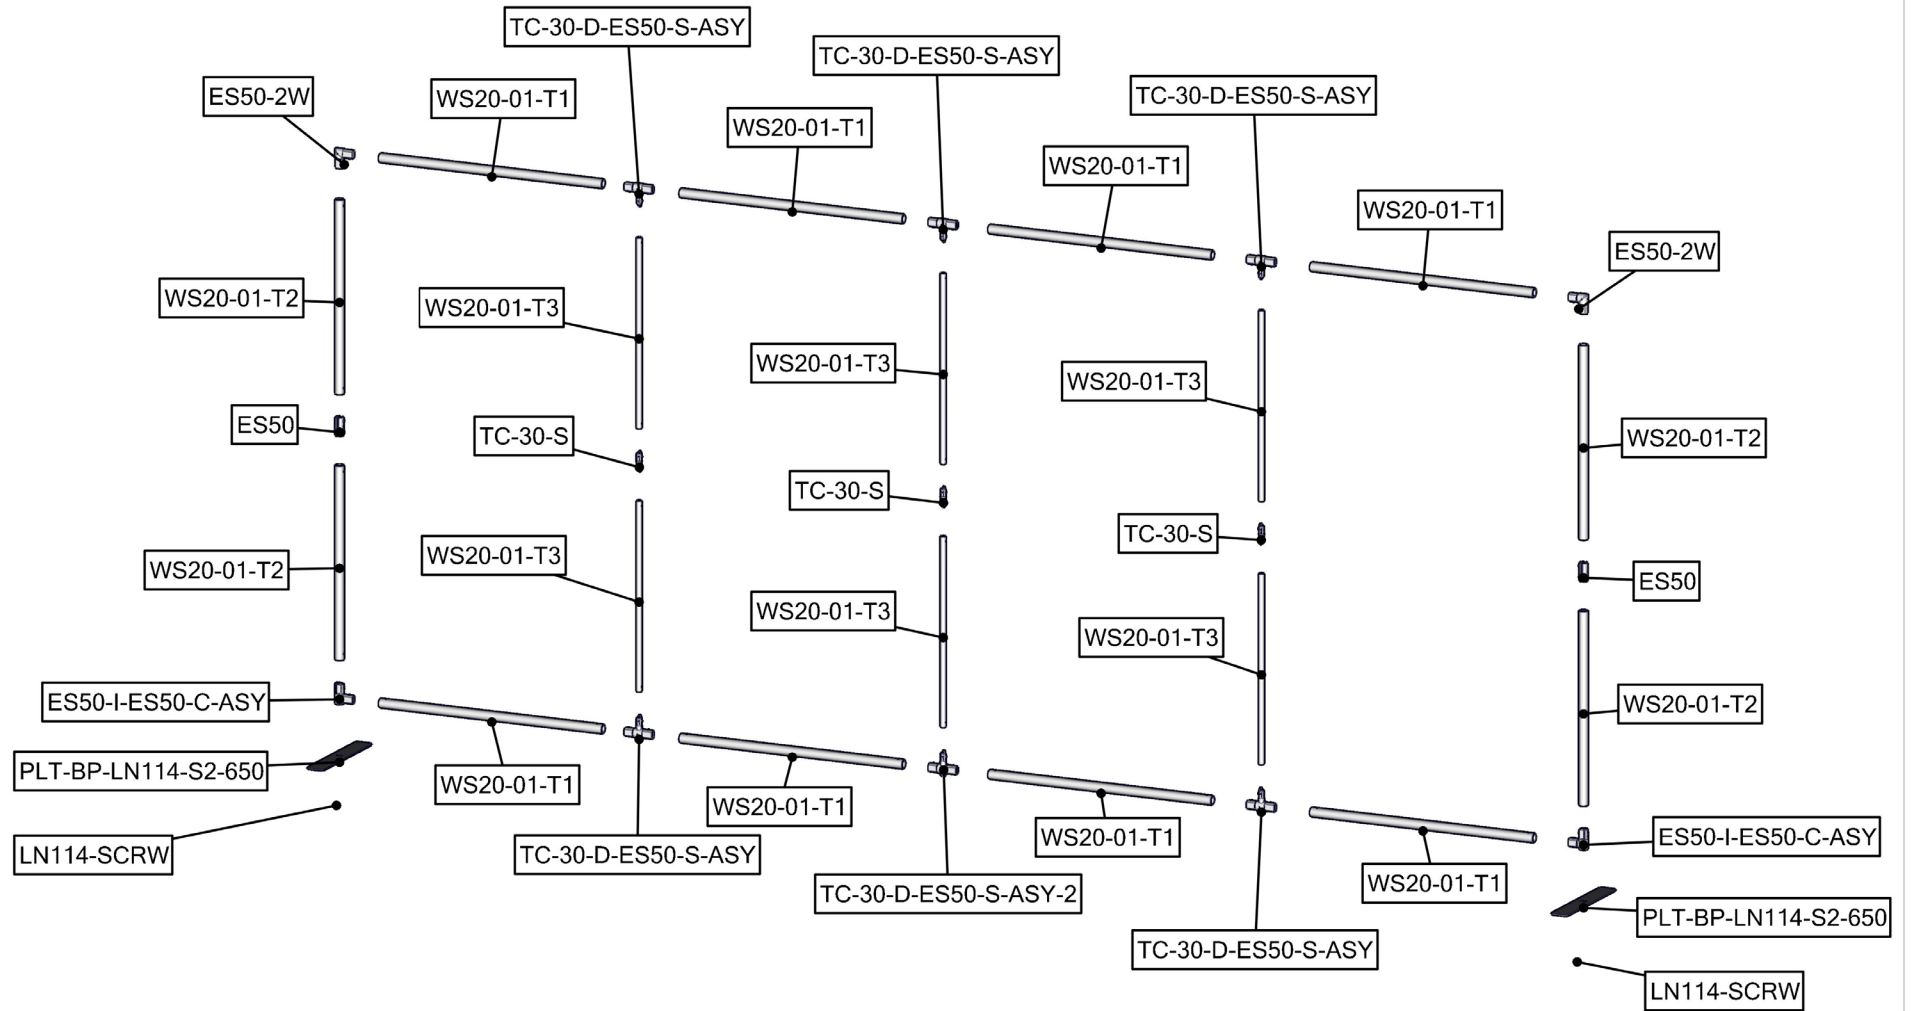 TC-30-D-ES50-S-ASY
TC-30-D-ES50-S-ASY
TC-30-D-ES50-S-ASY
ES50-2W
WS20-01-T1
WS20-01-T1
WS20-01-T1
WS20-01-T1
ES50-2W
WS20-01-T2
WS20-01-T3
WS20-01-T3
WS20-01-T3
WS20-01-T2
ES50
TC-30-S
TC-30-S
TC-30-S
ES50
WS20-01-T2
WS20-01-T3
WS20-01-T3
WS20-01-T3
WS20-01-T2
ES50-I-ES50-C-ASY
PLT-BP-LN114-S2-650
LN114-SCRW
WS20-01-T1
WS20-01-T1
WS20-01-T1
WS20-01-T1
TC-30-D-ES50-S-ASY
TC-30-D-ES50-S-ASY-2
TC-30-D-ES50-S-ASY
ES50-I-ES50-C-ASY
PLT-BP-LN114-S2-650
LN114-SCRW